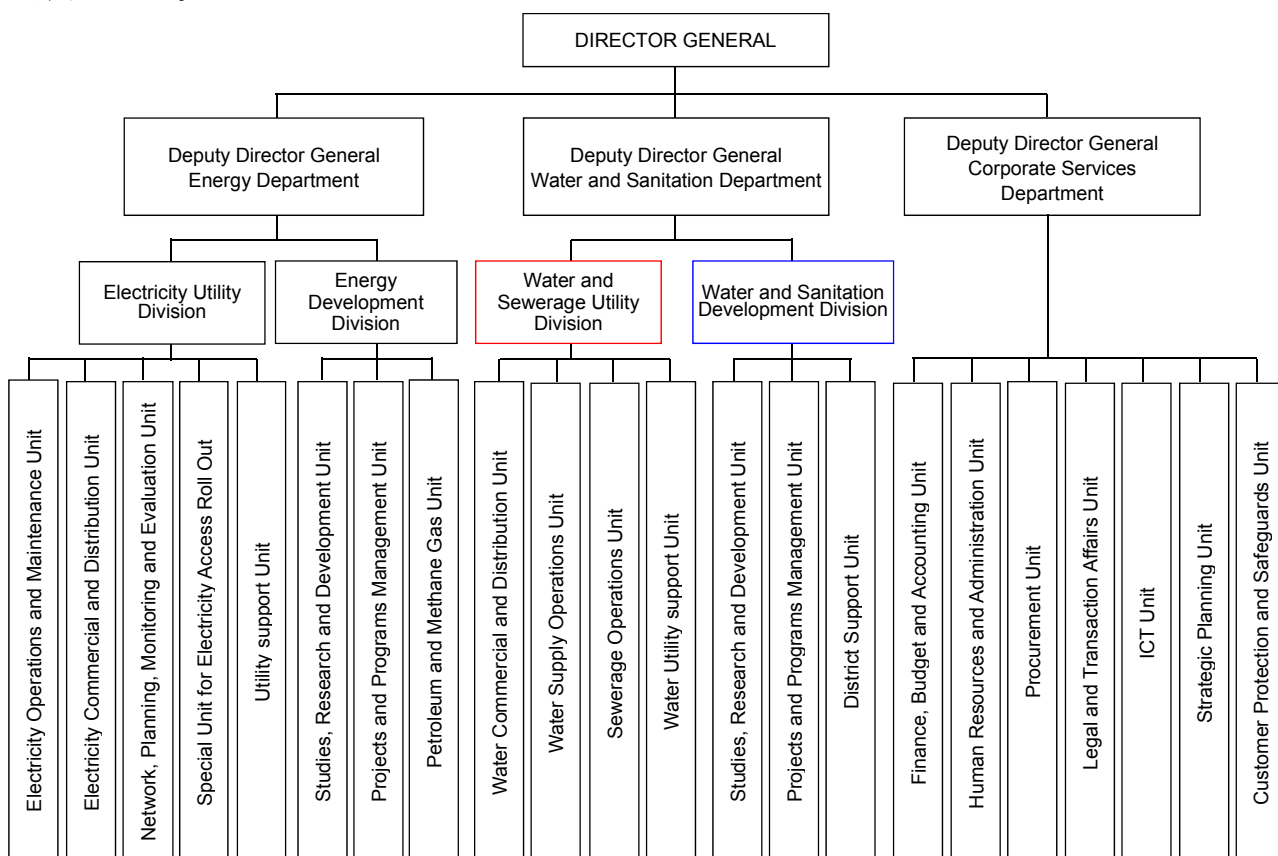 DIRECTOR GENERAL
Deputy Director General
Energy Department
Deputy Director General
Water and Sanitation Department
Deputy Director General
Corporate Services
Department
Electricity Utility
Division
Energy
Development
Division
Water and
Sewerage Utility
Division
Water and Sanitation
Development Division
Electricity Operations and Maintenance Unit
Electricity Commercial and Distribution Unit
Network, Planning, Monitoring and Evaluation Unit
Special Unit for Electricity Access Roll Out
Utility support Unit
Studies, Research and Development Unit
Projects and Programs Management Unit
Petroleum and Methane Gas Unit
Water Commercial and Distribution Unit
Water Supply Operations Unit
Sewerage Operations Unit
Water Utility support Unit
Studies, Research and Development Unit
Projects and Programs Management Unit
District Support Unit
Finance, Budget and Accounting Unit
Human Resources and Administration Unit
Procurement Unit
Legal and Transaction Affairs Unit
ICT Unit
Strategic Planning Unit
Customer Protection and Safeguards Unit